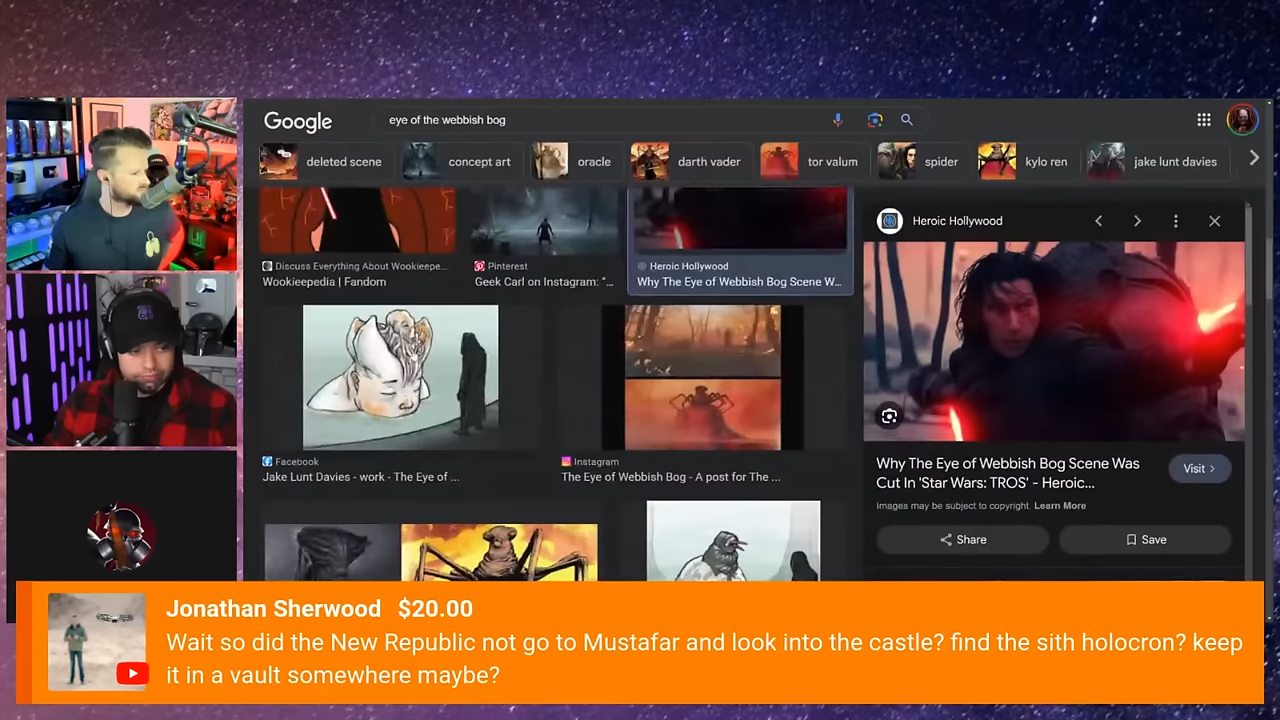 Google
eye of the webbish bog
deleted scene
concept art
oracle
darth vader
tor valum
spider
kylo ren
jake lunt davies
Discuss Everything About Wookieepe...
Wookieepedia | Fandom
Pinterest
Geek Carl on Instagram: "...
Heroic Hollywood
Why The Eye of Webbish Bog Scene W...
Heroic Hollywood
Facebook
Jake Lunt Davies - work - The Eye of ...
Instagram
The Eye of Webbish Bog - A post for The ...
Why The Eye of Webbish Bog Scene Was
Cut In 'Star Wars: TROS' - Heroic...
Visit
Images may be subject to copyright. Learn More
Share
Save
Jonathan Sherwood $20.00
Wait so did the New Republic not go to Mustafar and look into the castle? find the sith holocron? keep
it in a vault somewhere maybe?